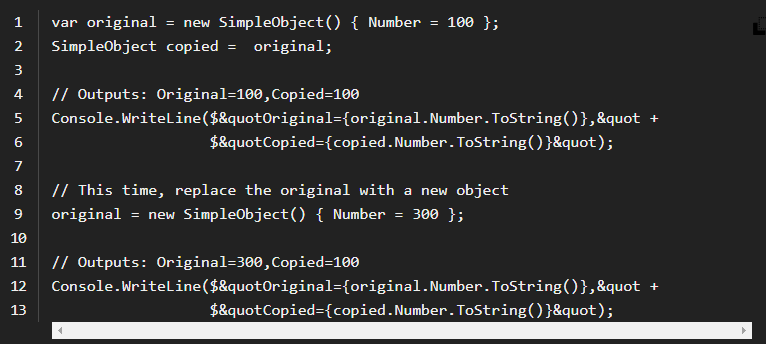 1 var original = new SimpleObject() { Number = 100 };
2 SimpleObject copied =  original;
3
4 // Outputs: Original=100,Copied=100
5 Console.WriteLine($&quotOriginal={original.Number.ToString()},&quot +
6                   $&quotCopied={copied.Number.ToString()}&quot);
7
8 // This time, replace the original with a new object
9 original = new SimpleObject() { Number = 300 };
10
11 // Outputs: Original=300,Copied=100
12 Console.WriteLine($&quotOriginal={original.Number.ToString()},&quot +
13                   $&quotCopied={copied.Number.ToString()}&quot);